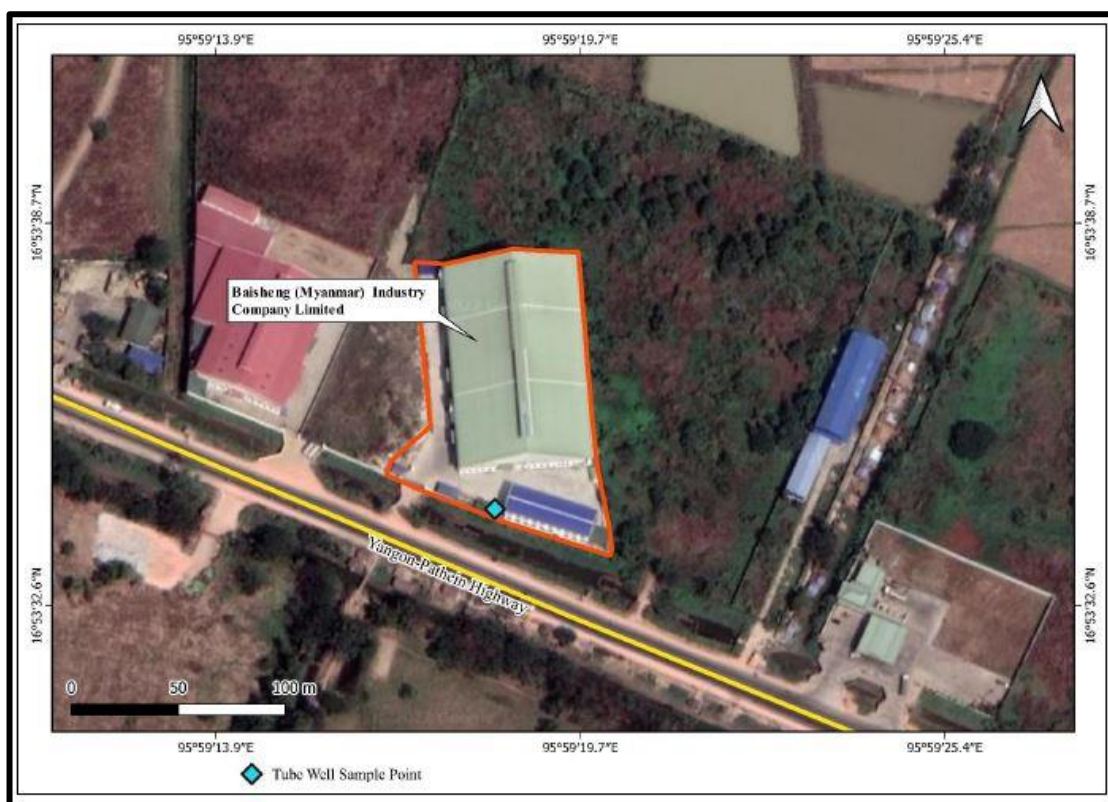 95°59'13.9"E
95°59'19.7"E
95°59'25.4"E
16°53'38.7"N
16°53'38.7"N
Baisheng (Myanmar) Industry
Company Limited
Yangon-Pathein Highway
16°53'32.6"N
16°53'32.6"N
0 50 100 m
95°59'13.9"E
95°59'19.7"E
95°59'25.4"E
Tube Well Sample Point